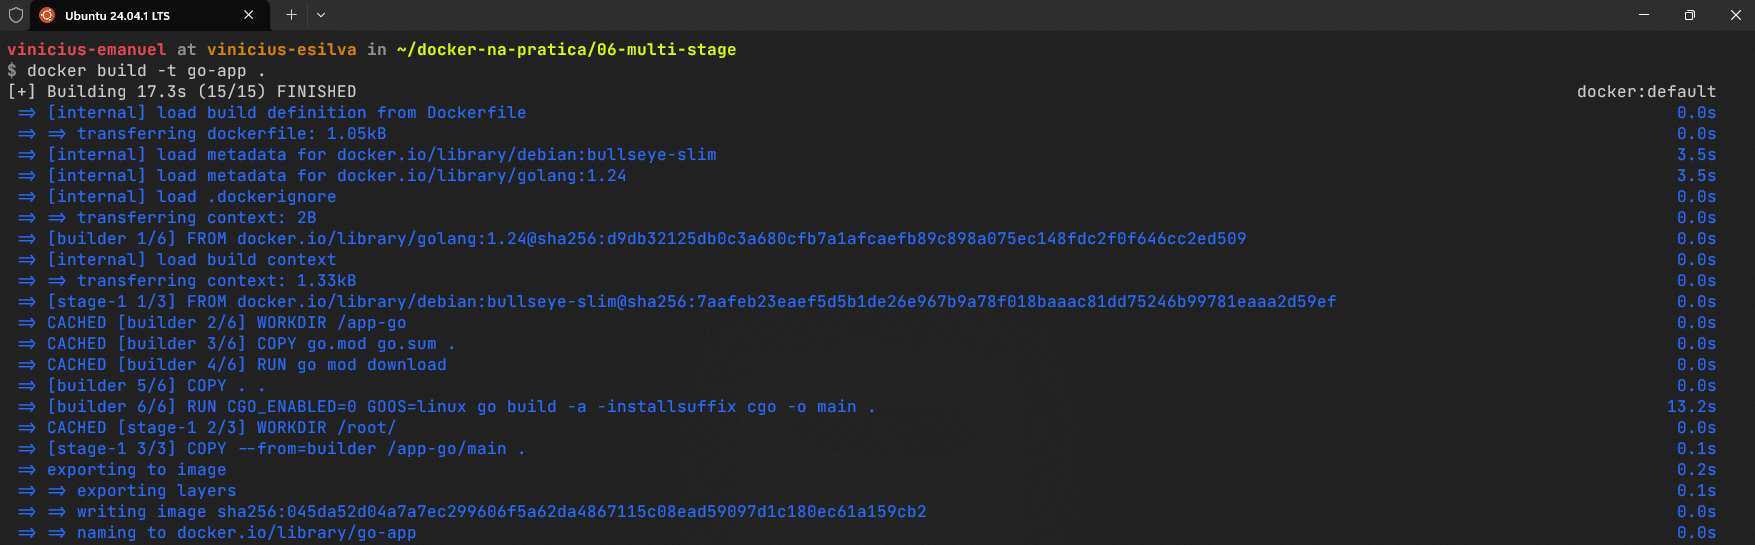 Ubuntu 24.04.1 LTS
vinicius-emanuel at vinicius-esilva in ~/docker-na-pratica/06-multi-stage
$ docker build -t go-app .
[+] Building 17.3s (15/15) FINISHED docker:default
=> [internal] load build definition from Dockerfile 0.0s
=> => transferring dockerfile: 1.05kB 0.0s
=> [internal] load metadata for docker.io/library/debian:bullseye-slim 3.5s
=> [internal] load metadata for docker.io/library/golang:1.24 3.5s
=> [internal] load .dockerignore 0.0s
=> => transferring context: 2B 0.0s
=> [builder 1/6] FROM docker.io/library/golang:1.24@sha256:d9db32125db0c3a680cfb7a1afcaefb89c898a075ec148fdc2f0f646cc2ed509 0.0s
=> [internal] load build context 0.0s
=> => transferring context: 1.33kB 0.0s
=> [stage-1 1/3] FROM docker.io/library/debian:bullseye-slim@sha256:7aafeb23eaef5d5b1de26e967b9a78f018baaac81dd75246b99781eaaa2d59ef 0.0s
=> CACHED [builder 2/6] WORKDIR /app-go 0.0s
=> CACHED [builder 3/6] COPY go.mod go.sum . 0.0s
=> CACHED [builder 4/6] RUN go mod download 0.0s
=> [builder 5/6] COPY . . 0.0s
=> [builder 6/6] RUN CGO_ENABLED=0 GOOS=linux go build -a -installsuffix cgo -o main . 13.2s
=> CACHED [stage-1 2/3] WORKDIR /root/ 0.0s
=> [stage-1 3/3] COPY --from=builder /app-go/main . 0.1s
=> exporting to image 0.2s
=> => exporting layers 0.1s
=> => writing image sha256:045da52d04a7a7ec299606f5a62da4867115c08ead59097d1c180ec61a159cb2 0.0s
=> => naming to docker.io/library/go-app 0.0s